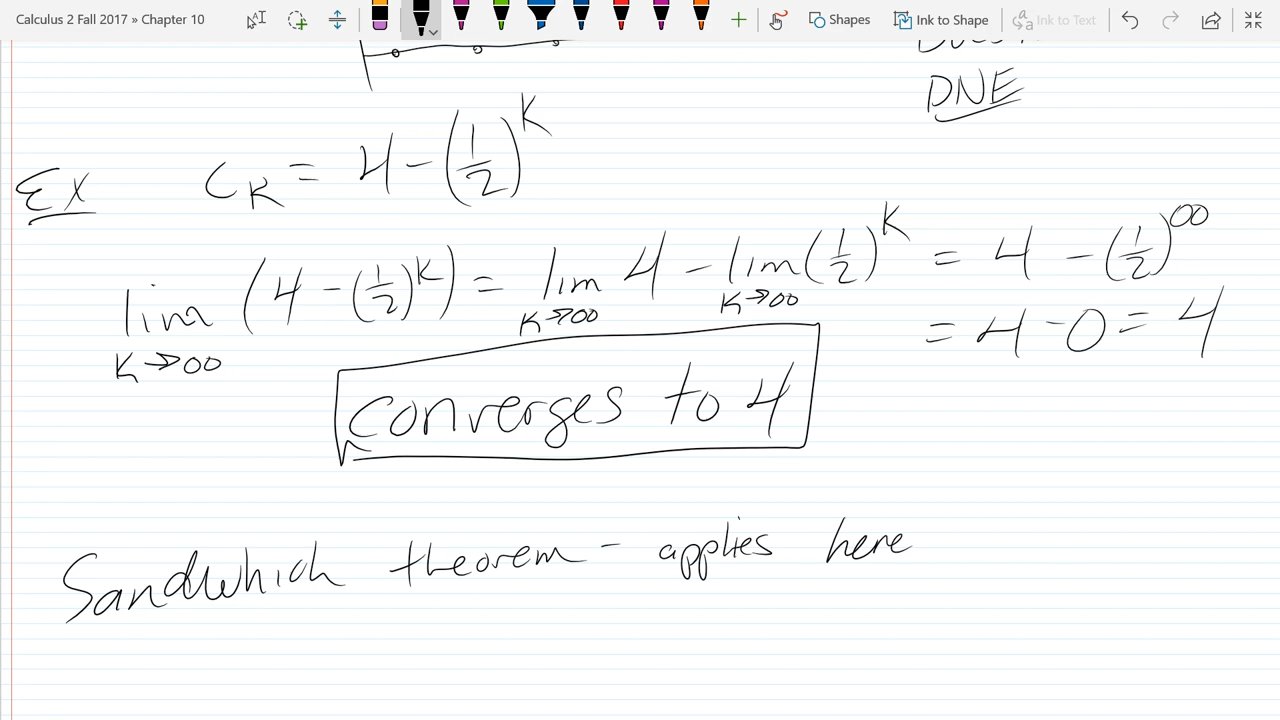 Calculus 2 Fall 2017 » Chapter 10
Shapes
Ink to Shape
Ink to Text
DNE
Ex c_K = 4 - (1/2)^K
lim K→∞ (4 - (1/2)^K) = lim K→∞ 4 - lim K→∞ (1/2)^K = 4 - (1/2)^∞
= 4 - 0 = 4
converges to 4
Sandwhich theorem - applies here